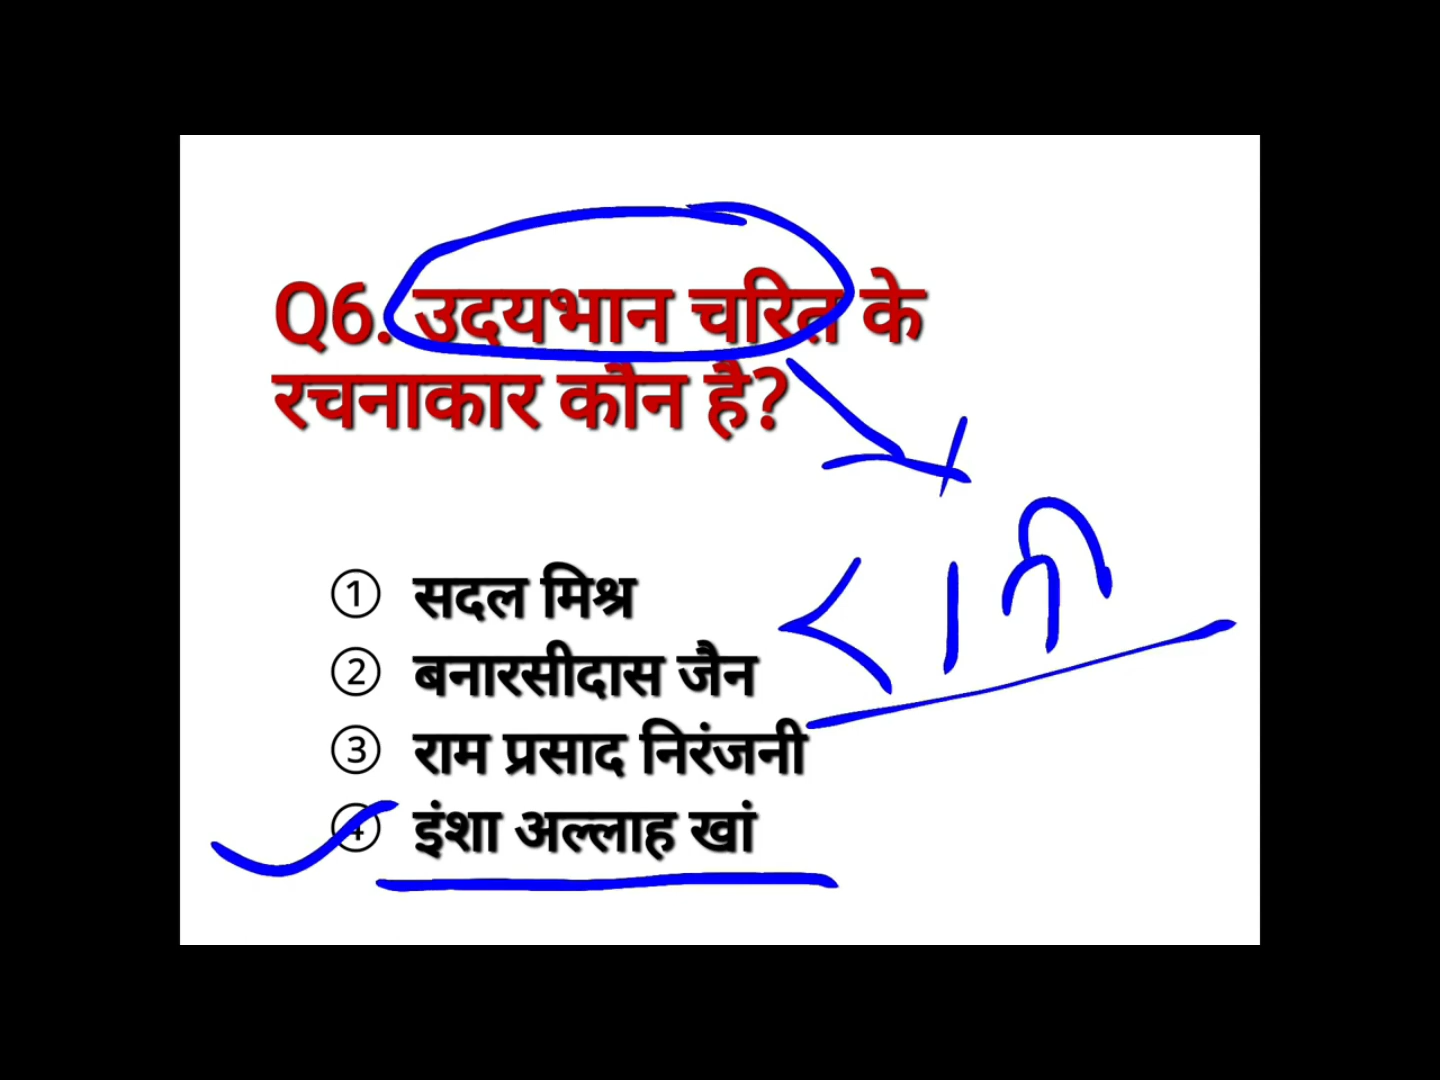 Q6. उदयभान चरित के
रचनाकार कौन है?
① सदल मिश्र
② बनारसीदास जैन
③ राम प्रसाद निरंजनी
④ इंशा अल्लाह खां